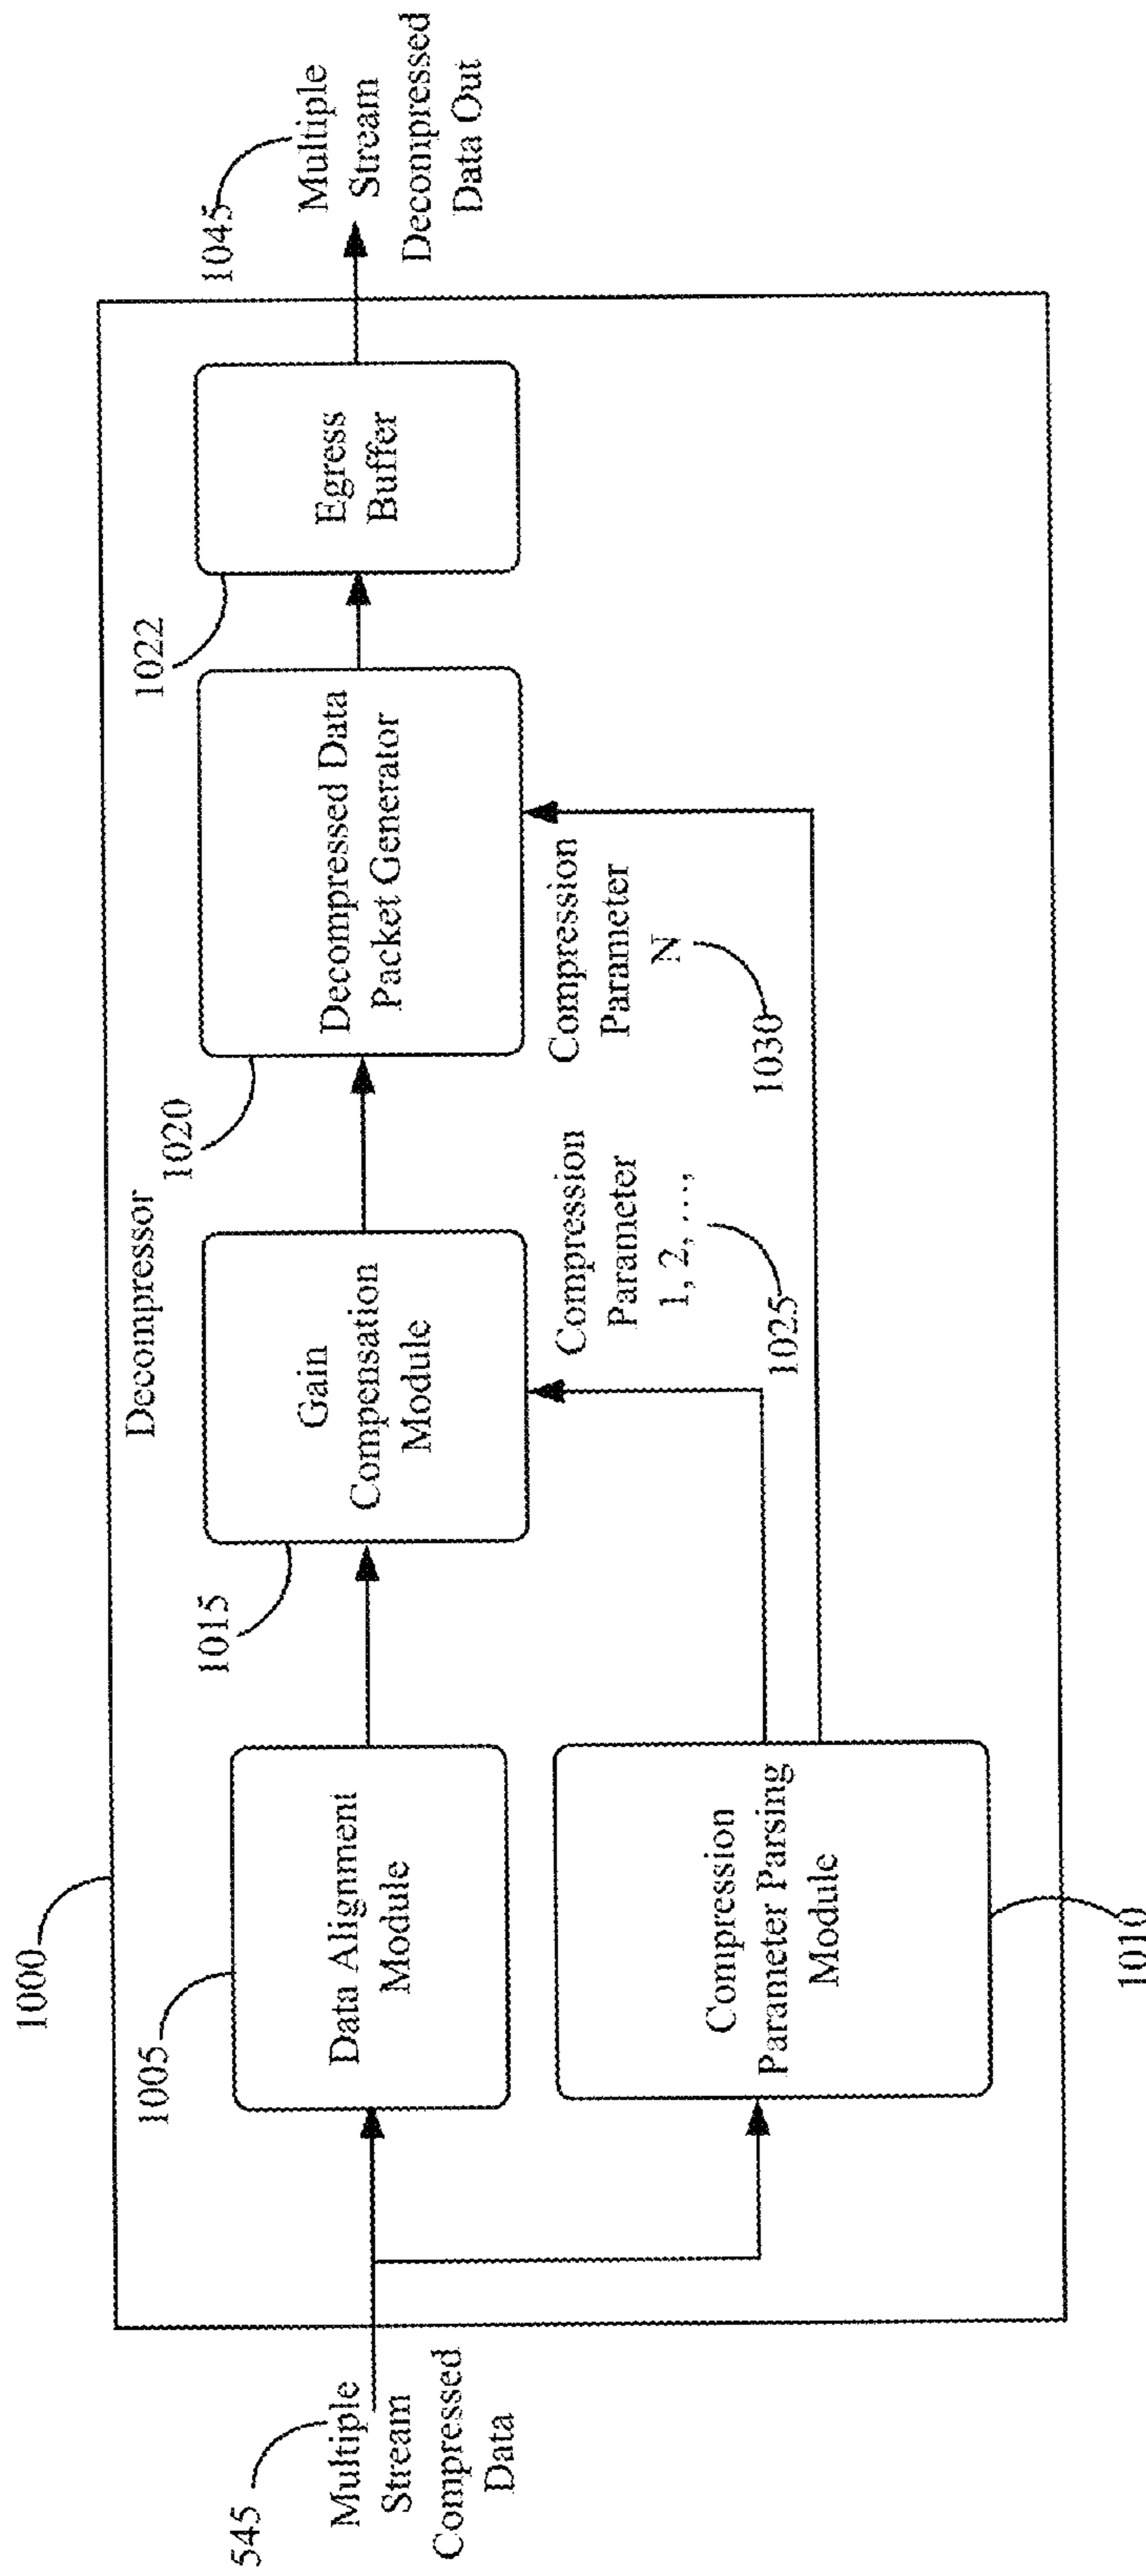 1000
Decompressor
545
Multiple
Stream
Compressed
Data
1005
Data Alignment
Module
1015
Gain
Compensation
Module
1020
Decompressed Data
Packet Generator
1022
Egress
Buffer
1045
Multiple
Stream
Decompressed
Data Out
Compression
Parameter Parsing
Module
1010
Compression
Parameter
1, 2, ...,
1025
Compression
Parameter
N
1030